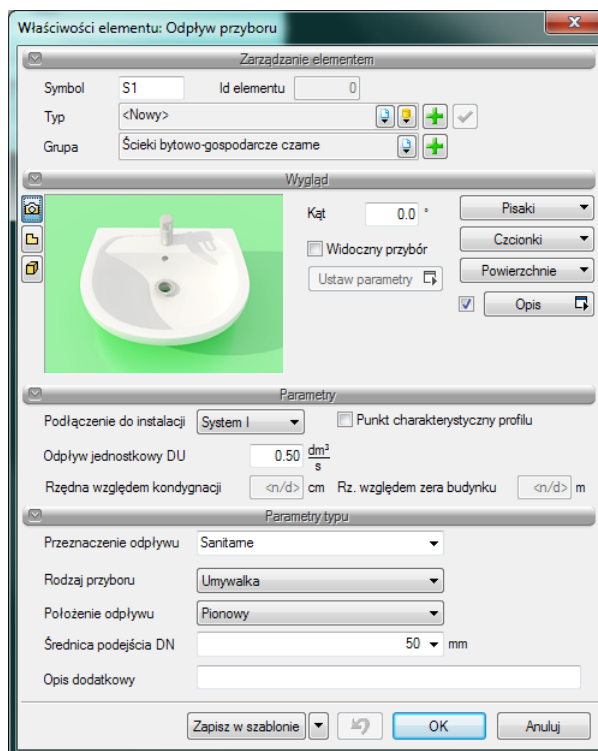 Właściwości elementu: Odpływ przyboru
Zarządzanie elementem
Symbol S1 Id elementu 0
Typ <Nowy>
Grupa Ścieki bytowo-gospodarcze czarne
Wygląd
Kąt 0.0 ° Pisaki
Widoczny przybór Czcionki
Ustaw parametry Powierzchnie
Opis
Parametry
Podłączenie do instalacji System I Punkt charakterystyczny profilu
Odpływ jednostkowy DU 0.50 dm³/s
Rzędna względem kondygnacji <n/d> cm Rz. względem zera budynku <n/d> m
Parametry typu
Przeznaczenie odpływu Sanitarne
Rodzaj przyboru Umywalka
Położenie odpływu Pionowy
Średnica podejścia DN 50 mm
Opis dodatkowy
Zapisz w szablonie OK Anuluj